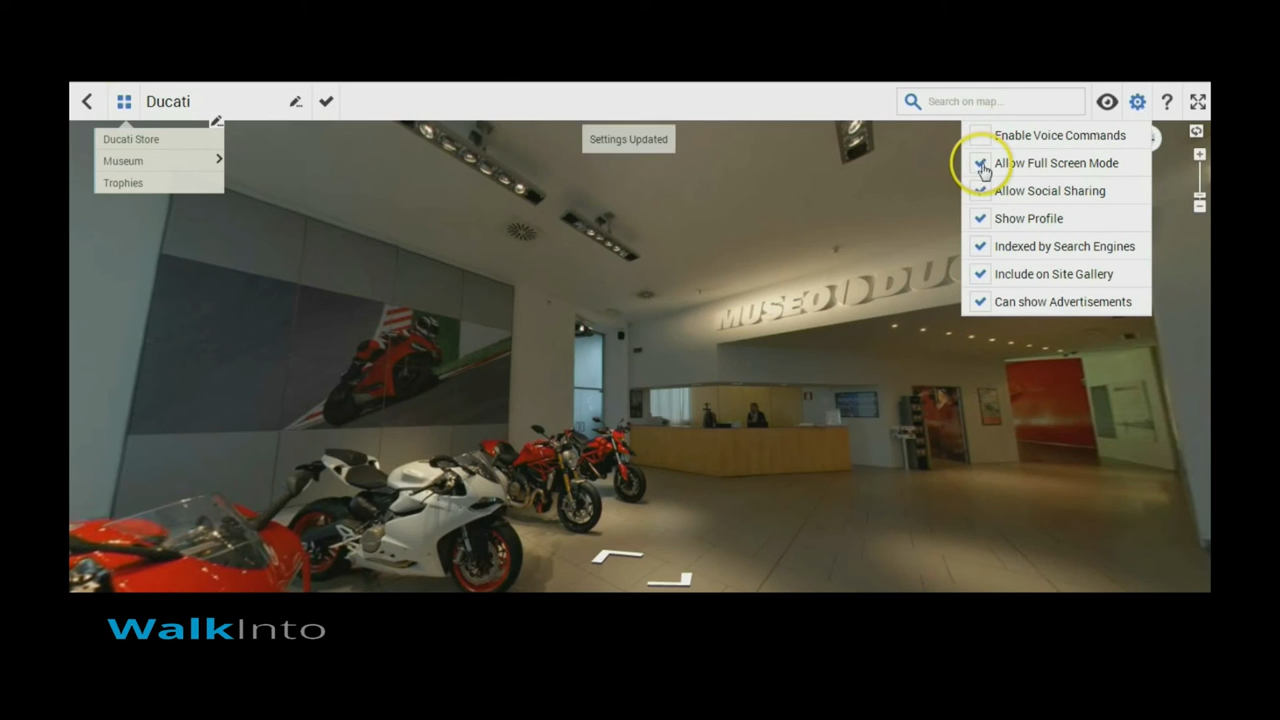 Ducati
Search on map...
?
Ducati Store
Museum
Trophies
Settings Updated
Enable Voice Commands
Allow Full Screen Mode
Allow Social Sharing
Show Profile
Indexed by Search Engines
Include on Site Gallery
Can show Advertisements
MUSEO DUC
WalkInto